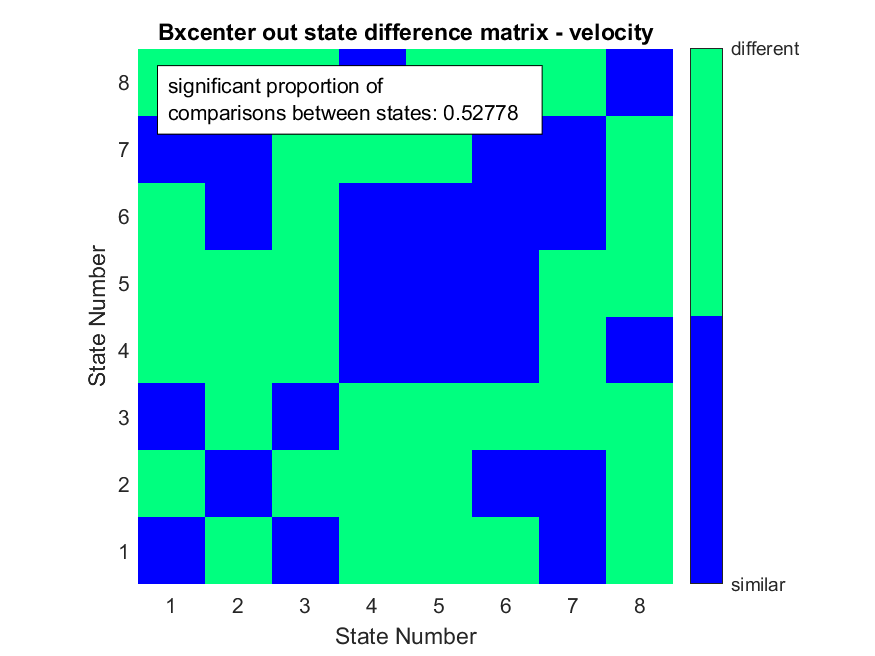 Bxcenter out state difference matrix - velocity
different
significant proportion of
comparisons between states: 0.52778
8
7
6
5
4
3
2
1
State Number
similar
1 2 3 4 5 6 7 8
State Number